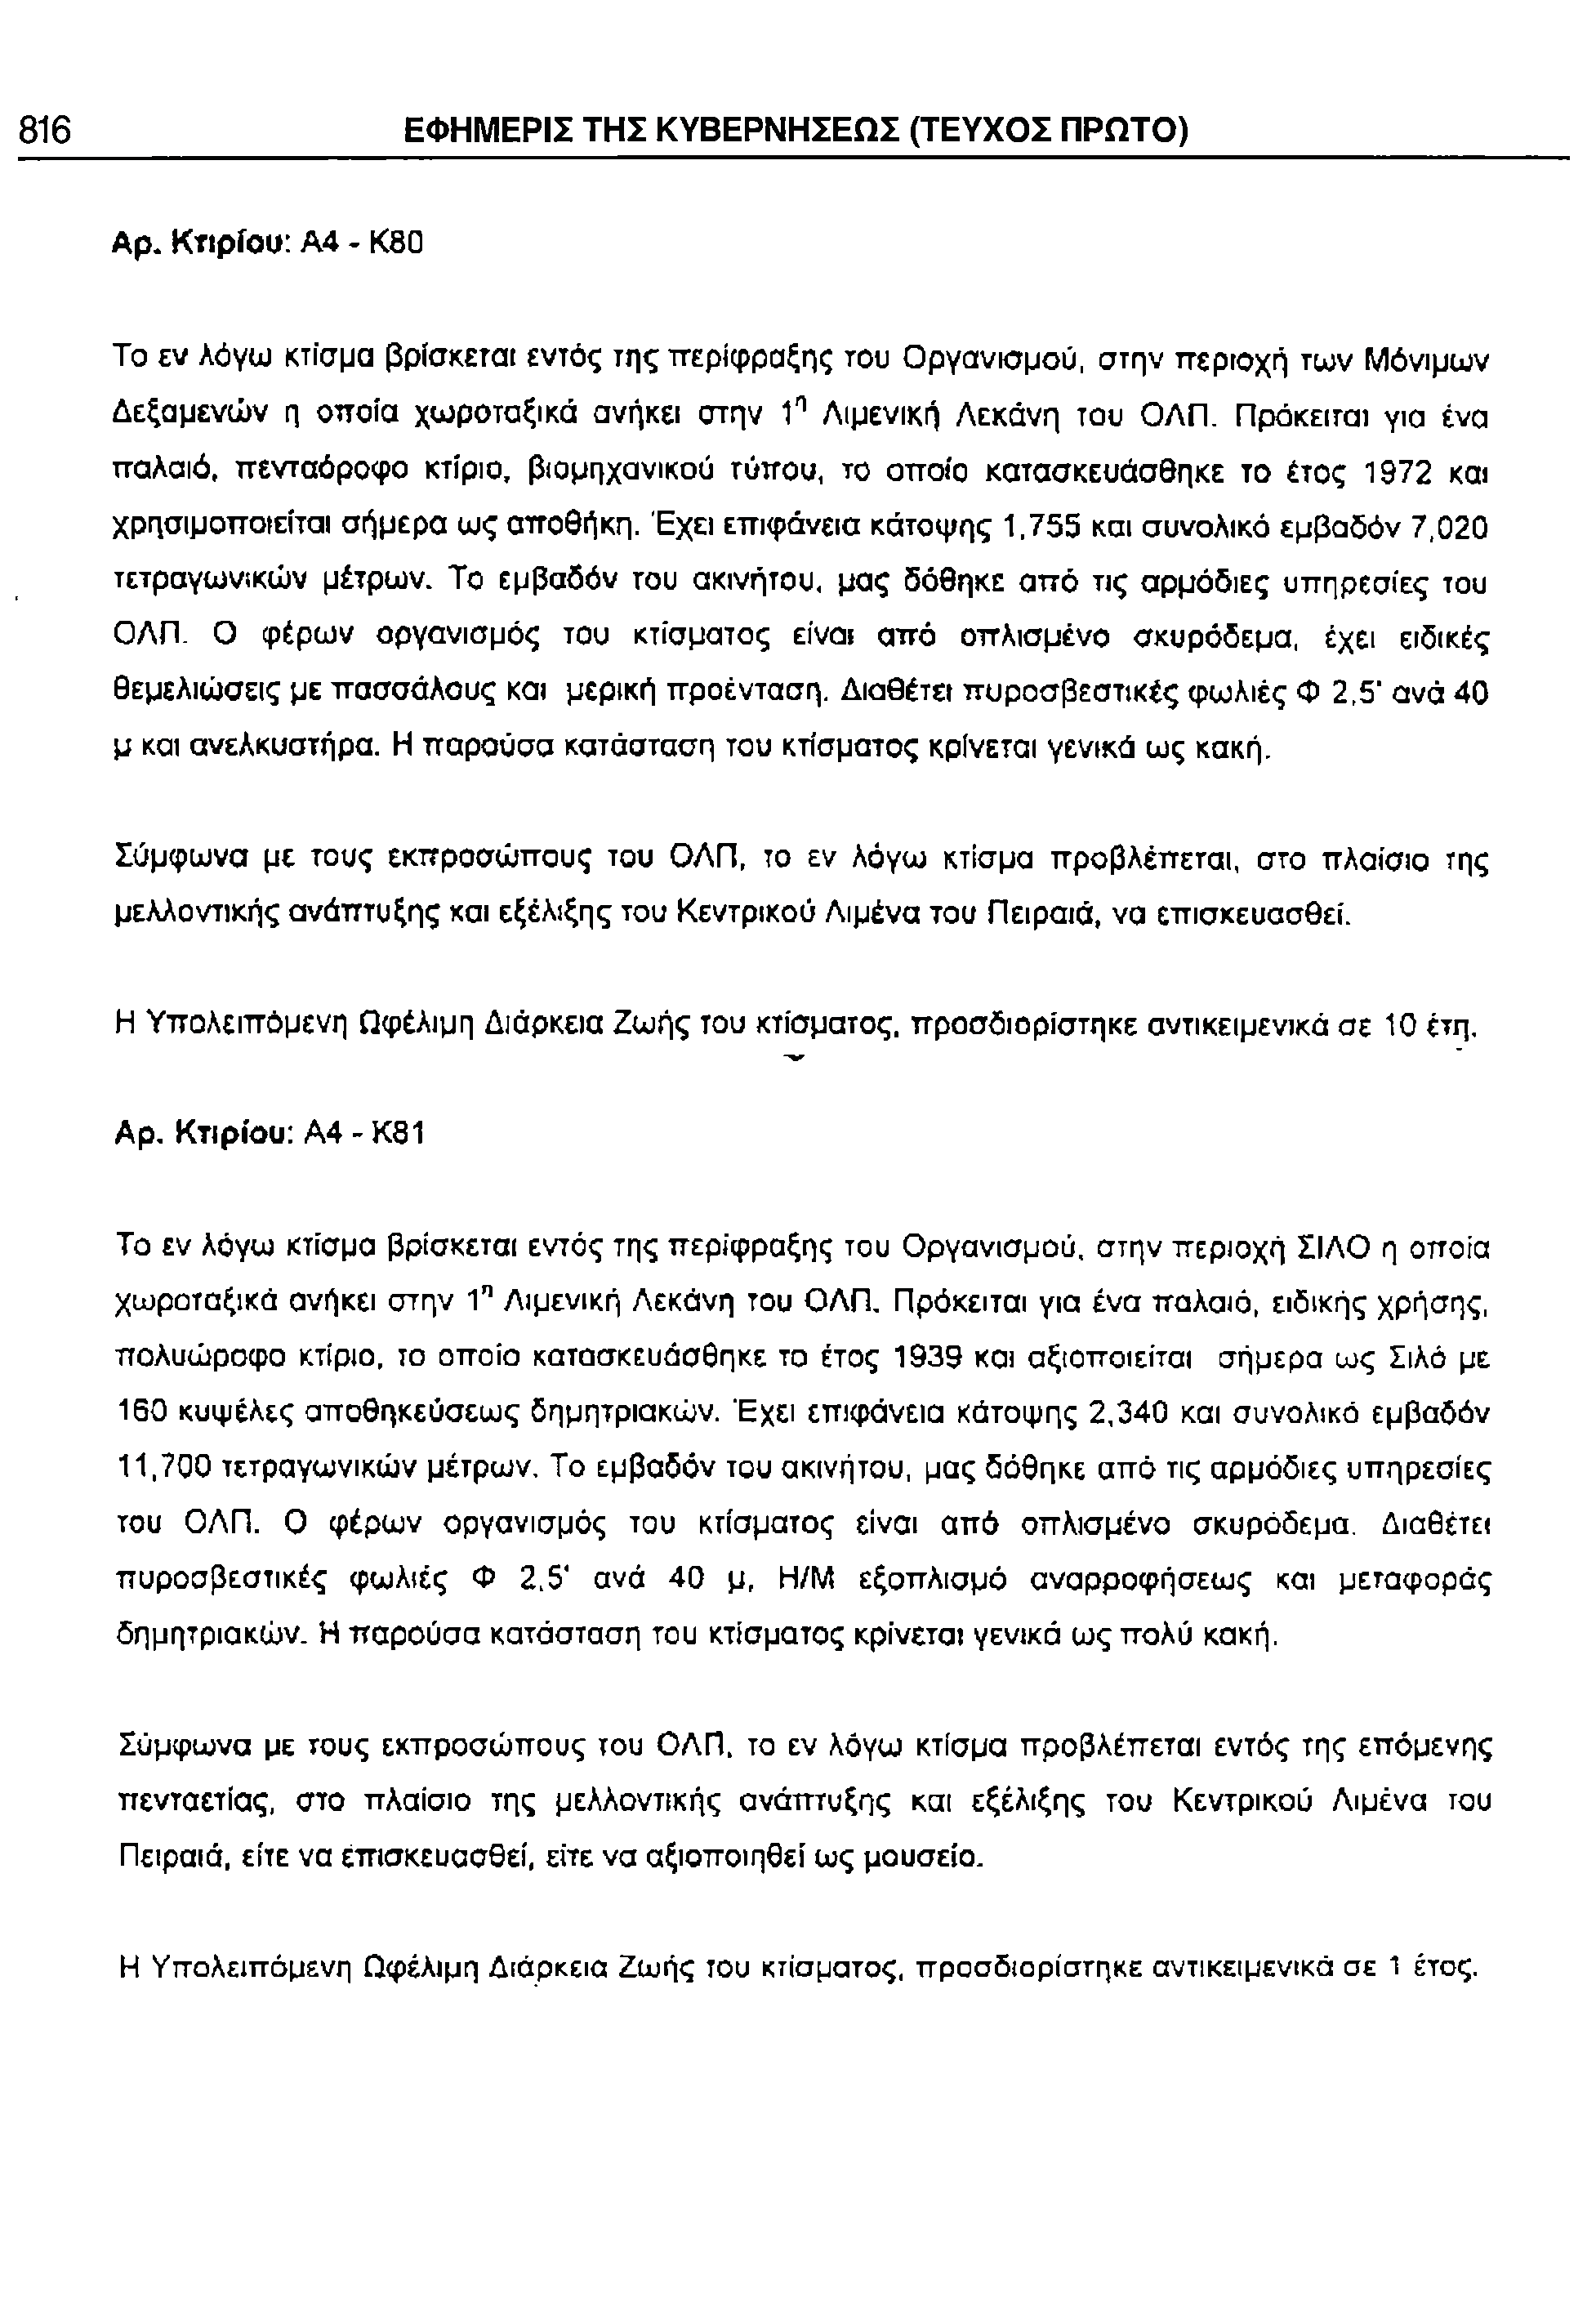 816
ΕΦΗΜΕΡΙΣ ΤΗΣ ΚΥΒΕΡΝΗΣΕΩΣ (ΤΕΥΧΟΣ ΠΡΩΤΟ)
Αρ. Κτιρίου: Α4 - Κ80
Το εν λόγω κτίσμα βρίσκεται εντός της περίφραξης του Οργανισμού, στην περιοχή των Μόνιμων
Δεξαμενών η οποία χωροταξικά ανήκει στην 1η Λιμενική Λεκάνη του ΟΛΠ. Πρόκειται για ένα
παλαιό, πενταόροφο κτίριο, βιομηχανικού τύπου, το οποίο κατασκευάσθηκε το έτος 1972 και
χρησιμοποιείται σήμερα ως αποθήκη. Έχει επιφάνεια κάτοψης 1,755 και συνολικό εμβαδόν 7,020
τετραγωνικών μέτρων. Το εμβαδόν του ακινήτου, μας δόθηκε από τις αρμόδιες υπηρεσίες του
ΟΛΠ. Ο φέρων οργανισμός του κτίσματος είναι από οπλισμένο σκυρόδεμα, έχει ειδικές
θεμελιώσεις με πασσάλους και μερική προένταση. Διαθέτει πυροσβεστικές φωλιές Φ 2,5' ανά 40
μ και ανελκυστήρα. Η παρούσα κατάσταση του κτίσματος κρίνεται γενικά ως κακή.
Σύμφωνα με τους εκπροσώπους του ΟΛΠ, το εν λόγω κτίσμα προβλέπεται, στο πλαίσιο της
μελλοντικής ανάπτυξης και εξέλιξης του Κεντρικού Λιμένα του Πειραιά, να επισκευασθεί.
Η Υπολειπόμενη Ωφέλιμη Διάρκεια Ζωής του κτίσματος, προσδιορίστηκε αντικειμενικά σε 10 έτη.
Αρ. Κτιρίου: Α4 - Κ81
Το εν λόγω κτίσμα βρίσκεται εντός της περίφραξης του Οργανισμού, στην περιοχή ΣΙΛΟ η οποία
χωροταξικά ανήκει στην 1η Λιμενική Λεκάνη του ΟΛΠ. Πρόκειται για ένα παλαιό, ειδικής χρήσης,
πολυώροφο κτίριο, το οποίο κατασκευάσθηκε το έτος 1939 και αξιοποιείται σήμερα ως Σιλό με
160 κυψέλες αποθηκεύσεως δημητριακών. Έχει επιφάνεια κάτοψης 2,340 και συνολικό εμβαδόν
11,700 τετραγωνικών μέτρων. Το εμβαδόν του ακινήτου, μας δόθηκε από τις αρμόδιες υπηρεσίες
του ΟΛΠ. Ο φέρων οργανισμός του κτίσματος είναι από οπλισμένο σκυρόδεμα. Διαθέτει
πυροσβεστικές φωλιές Φ 2,5' ανά 40 μ, Η/Μ εξοπλισμό αναρροφήσεως και μεταφοράς
δημητριακών. Η παρούσα κατάσταση του κτίσματος κρίνεται γενικά ως πολύ κακή.
Σύμφωνα με τους εκπροσώπους του ΟΛΠ, το εν λόγω κτίσμα προβλέπεται εντός της επόμενης
πενταετίας, στο πλαίσιο της μελλοντικής ανάπτυξης και εξέλιξης του Κεντρικού Λιμένα του
Πειραιά, είτε να επισκευασθεί, είτε να αξιοποιηθεί ως μουσείο.
Η Υπολειπόμενη Ωφέλιμη Διάρκεια Ζωής του κτίσματος, προσδιορίστηκε αντικειμενικά σε 1 έτος.